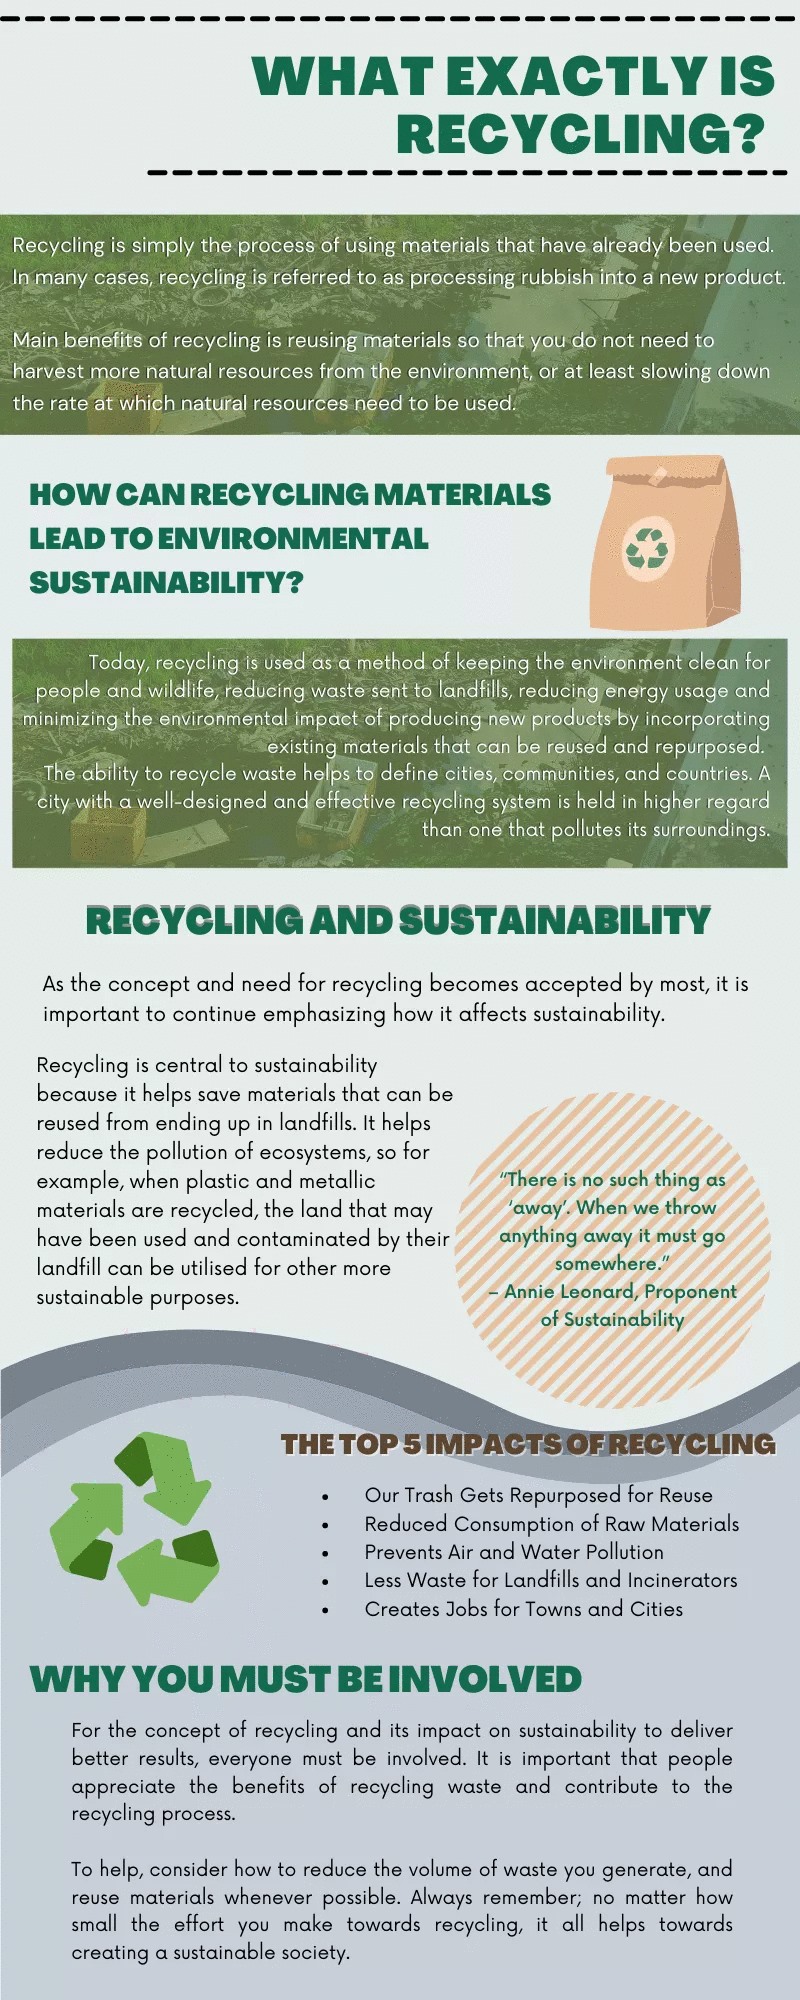 WHAT EXACTLY IS
RECYCLING?
Recycling is simply the process of using materials that have already been used.
In many cases, recycling is referred to as processing rubbish into a new product.
Main benefits of recycling is reusing materials so that you do not need to
harvest more natural resources from the environment, or at least slowing down
the rate at which natural resources need to be used.
HOW CAN RECYCLING MATERIALS
LEAD TO ENVIRONMENTAL
SUSTAINABILITY?
Today, recycling is used as a method of keeping the environment clean for
people and wildlife, reducing waste sent to landfills, reducing energy usage and
minimizing the environmental impact of producing new products by incorporating
existing materials that can be reused and repurposed.
The ability to recycle waste helps to define cities, communities, and countries. A
city with a well-designed and effective recycling system is held in higher regard
than one that pollutes its surroundings.
RECYCLING AND SUSTAINABILITY
As the concept and need for recycling becomes accepted by most, it is
important to continue emphasizing how it affects sustainability.
Recycling is central to sustainability
because it helps save materials that can be
reused from ending up in landfills. It helps
reduce the pollution of ecosystems, so for
example, when plastic and metallic
materials are recycled, the land that may
have been used and contaminated by their
landfill can be utilised for other more
sustainable purposes.
“There is no such thing as
‘away’. When we throw
anything away it must go
somewhere.”
– Annie Leonard, Proponent
of Sustainability
THE TOP 5 IMPACTS OF RECYCLING
• Our Trash Gets Repurposed for Reuse
• Reduced Consumption of Raw Materials
• Prevents Air and Water Pollution
• Less Waste for Landfills and Incinerators
• Creates Jobs for Towns and Cities
WHY YOU MUST BE INVOLVED
For the concept of recycling and its impact on sustainability to deliver
better results, everyone must be involved. It is important that people
appreciate the benefits of recycling waste and contribute to the
recycling process.
To help, consider how to reduce the volume of waste you generate, and
reuse materials whenever possible. Always remember; no matter how
small the effort you make towards recycling, it all helps towards
creating a sustainable society.